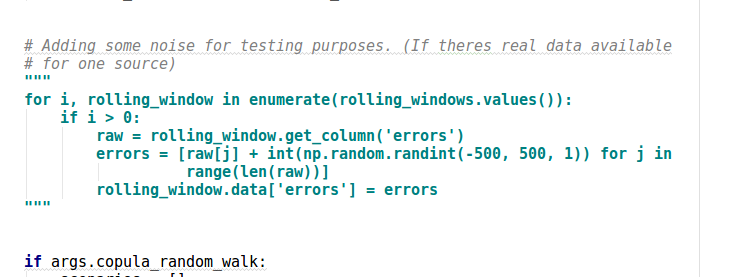 # Adding some noise for testing purposes. (If theres real data available
# for one source)
"""
for i, rolling_window in enumerate(rolling_windows.values()):
    if i > 0:
        raw = rolling_window.get_column('errors')
        errors = [raw[j] + int(np.random.randint(-500, 500, 1)) for j in
                  range(len(raw))]
        rolling_window.data['errors'] = errors
"""
if args.copula_random_walk: